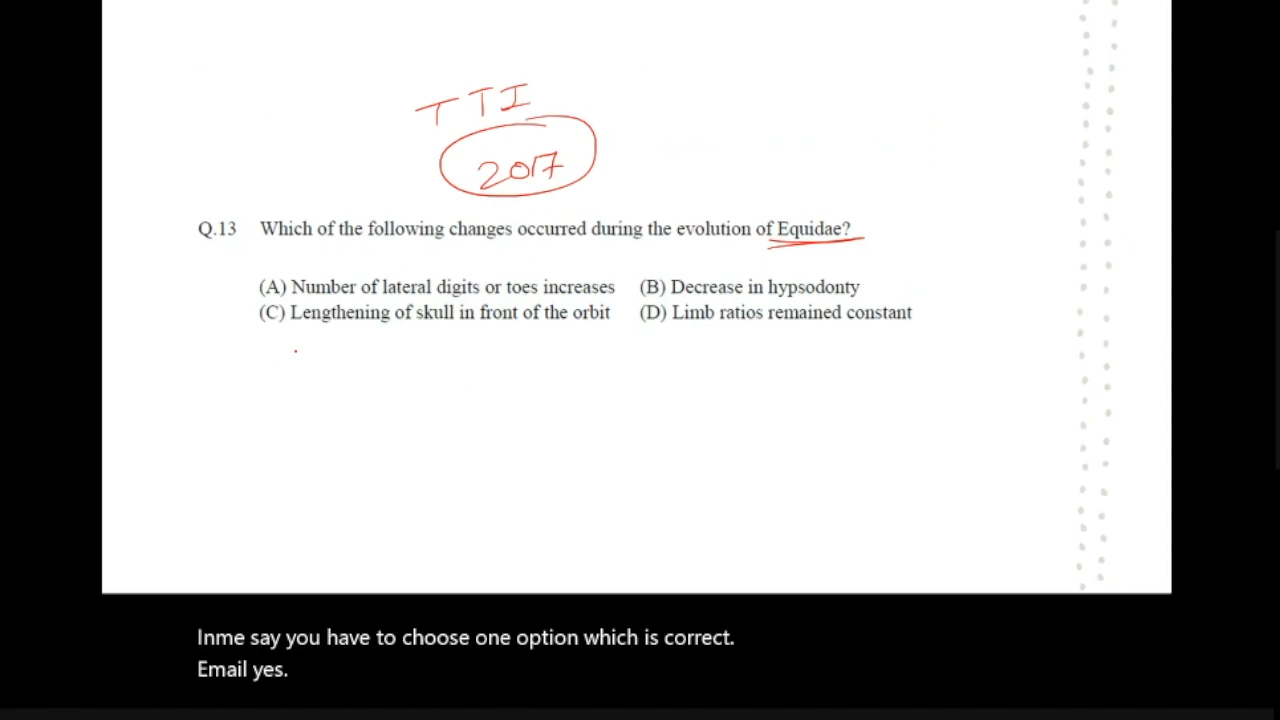 TTI
2017
Q.13 Which of the following changes occurred during the evolution of Equidae?
(A) Number of lateral digits or toes increases (B) Decrease in hypsodonty
(C) Lengthening of skull in front of the orbit (D) Limb ratios remained constant
Inme say you have to choose one option which is correct.
Email yes.